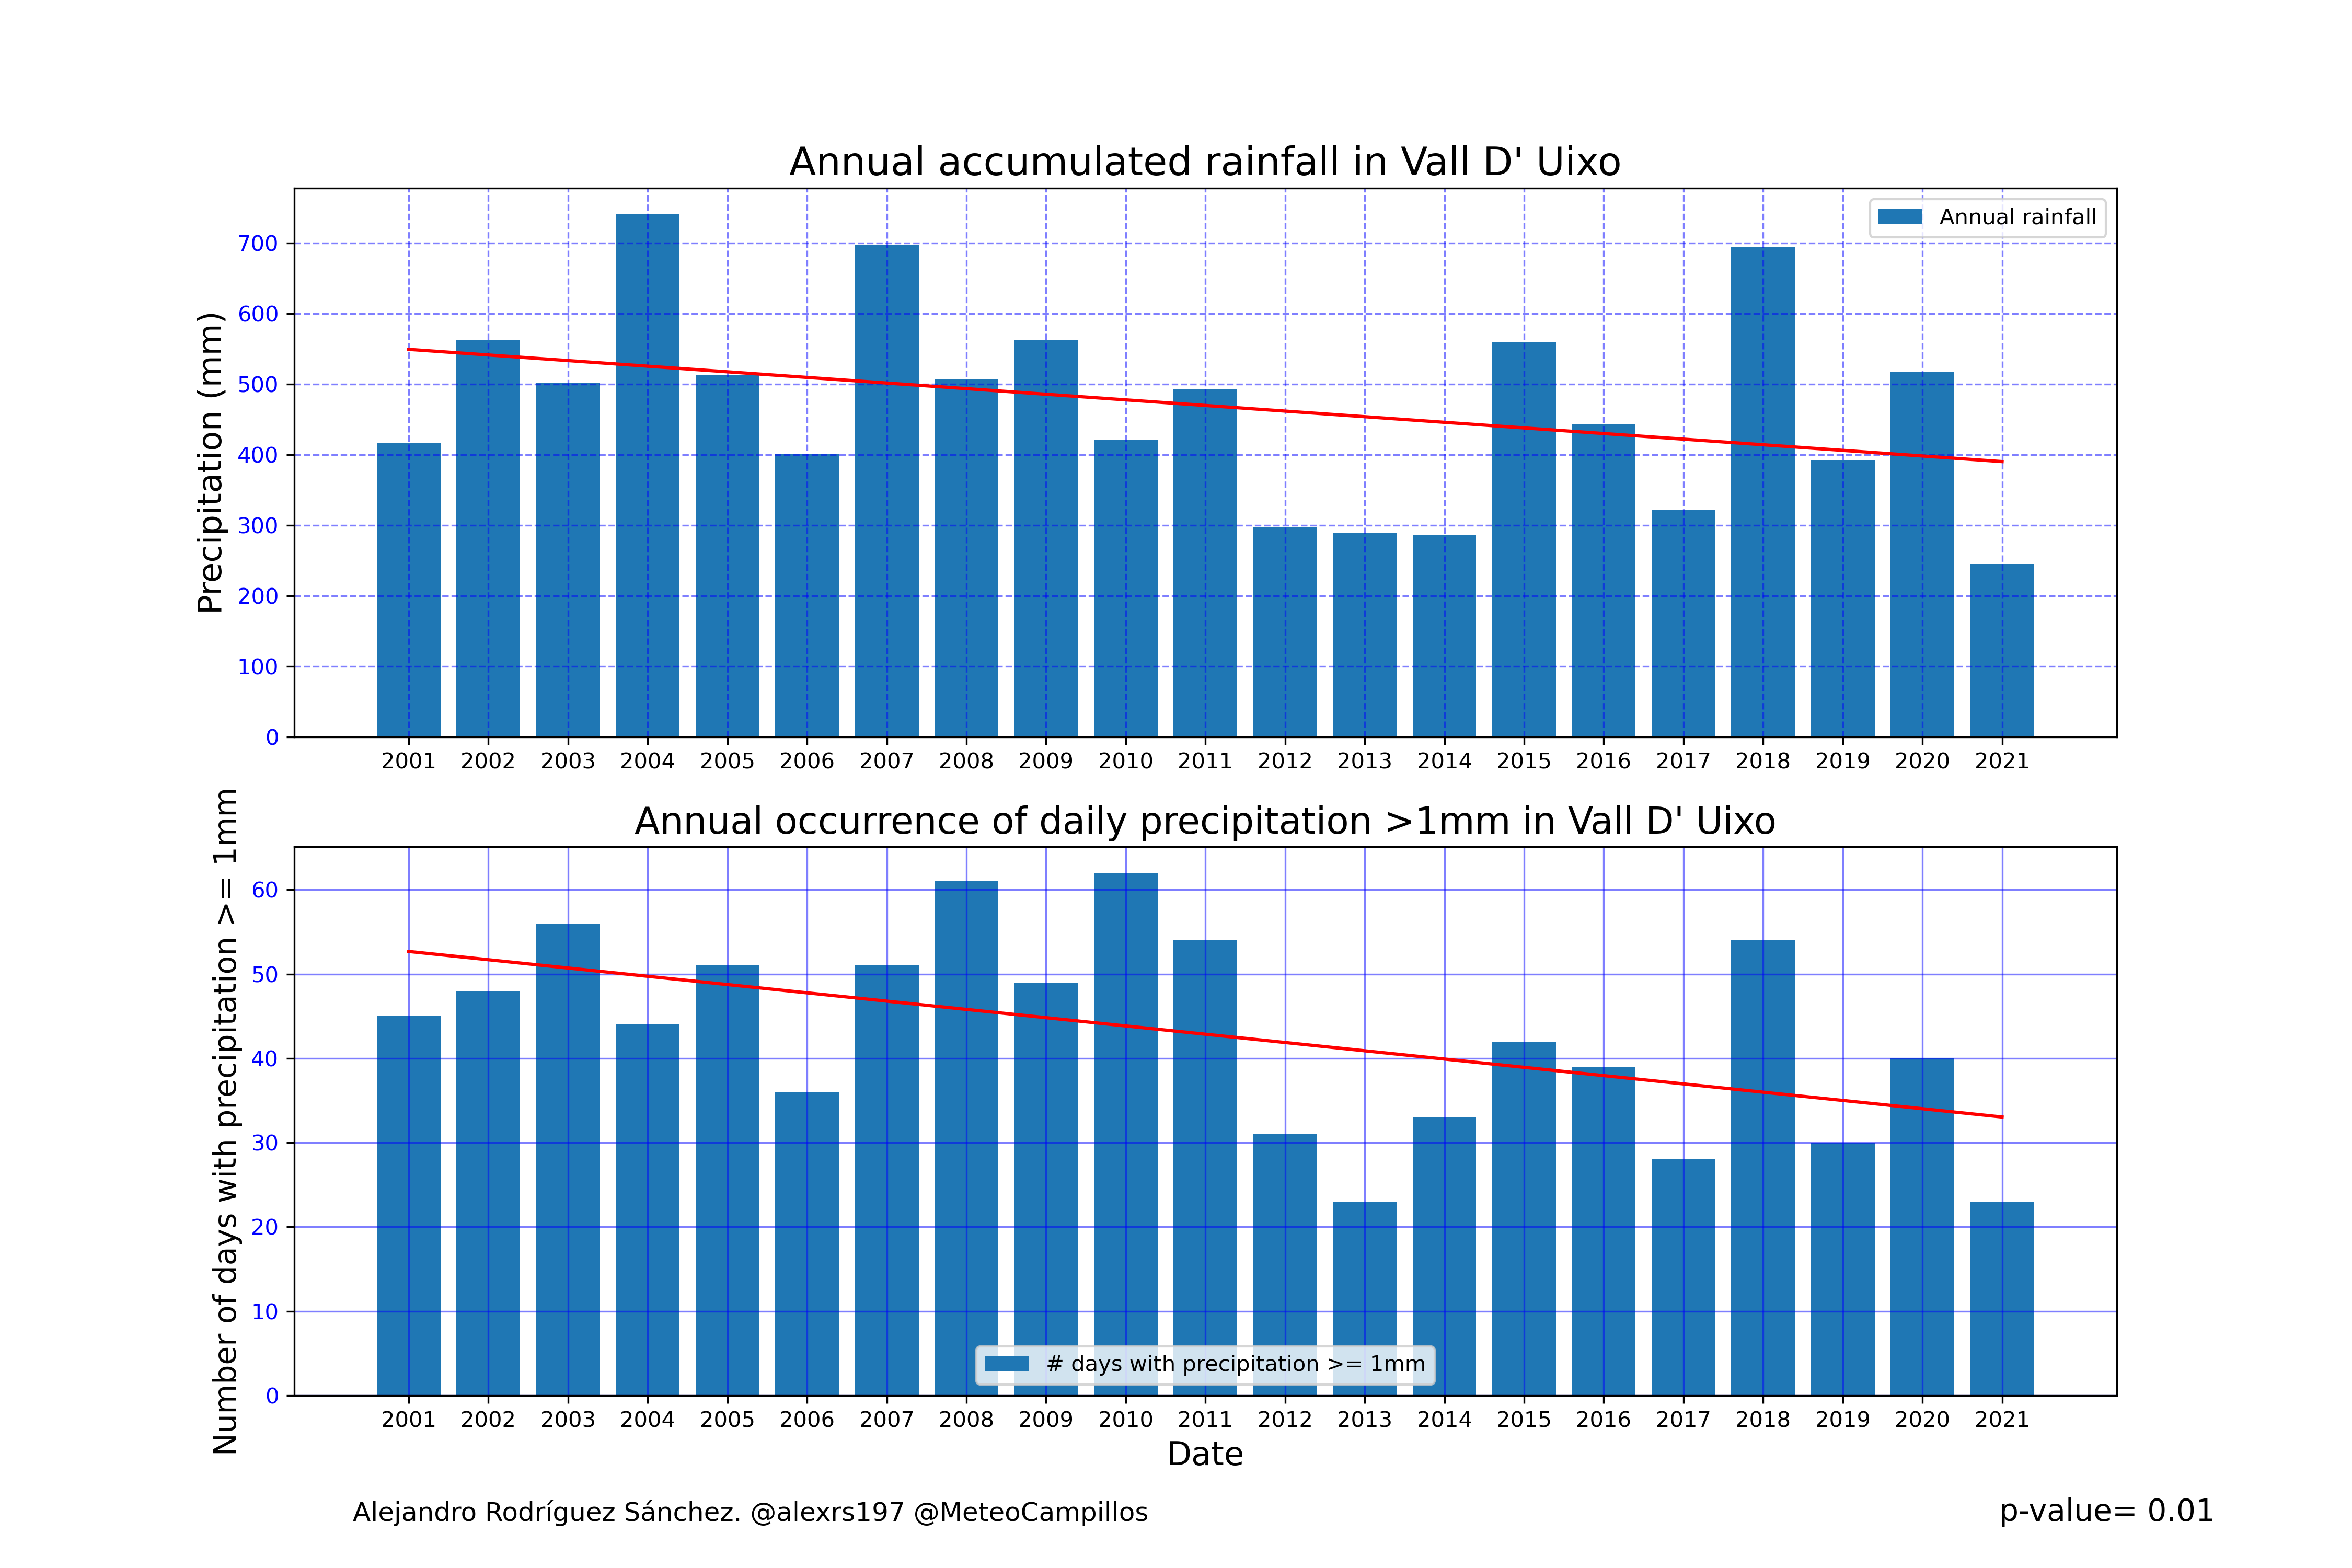 Annual accumulated rainfall in Vall D' Uixo
Precipitation (mm)
700
600
500
400
300
200
100
0
Annual rainfall
2001 2002 2003 2004 2005 2006 2007 2008 2009 2010 2011 2012 2013 2014 2015 2016 2017 2018 2019 2020 2021
Annual occurrence of daily precipitation >1mm in Vall D' Uixo
Number of days with precipitation >= 1mm
60
50
40
30
20
10
0
# days with precipitation >= 1mm
2001 2002 2003 2004 2005 2006 2007 2008 2009 2010 2011 2012 2013 2014 2015 2016 2017 2018 2019 2020 2021
Date
Alejandro Rodríguez Sánchez. @alexrs197 @MeteoCampillos
p-value= 0.01